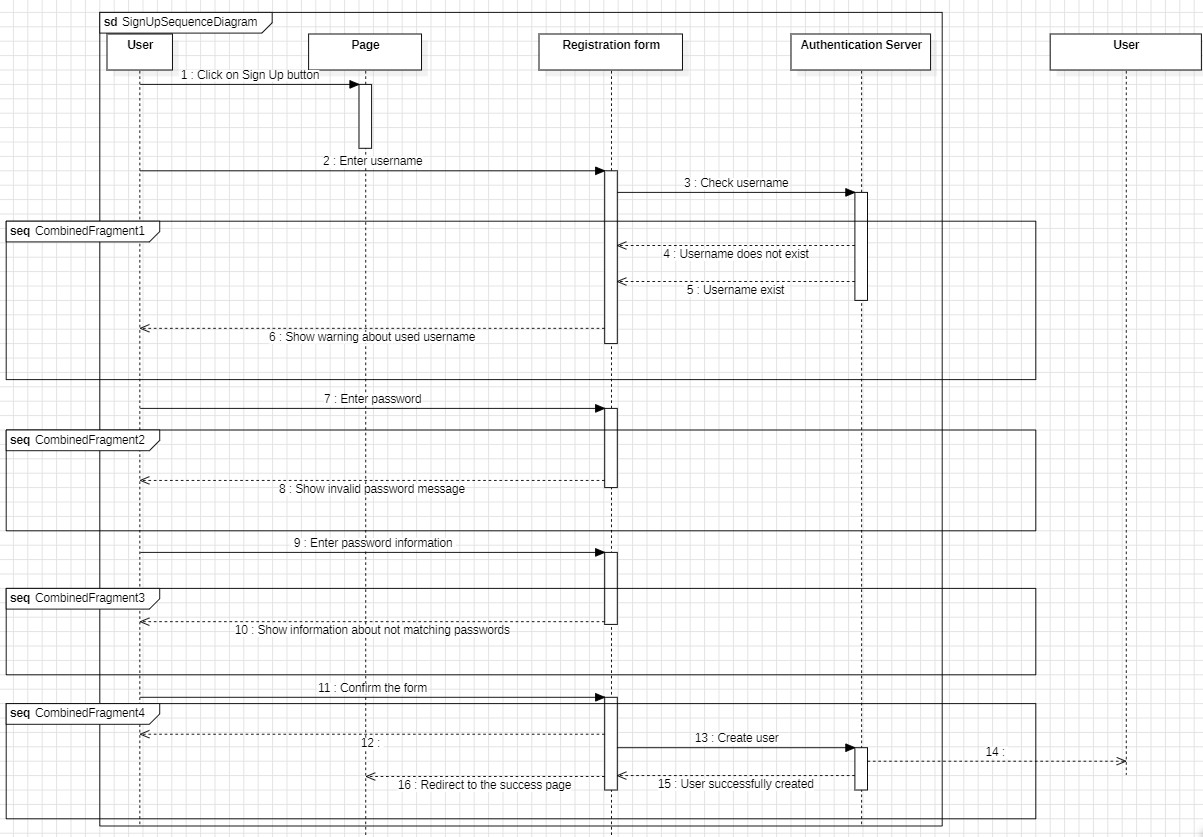 sd SignUpSequenceDiagram
User
Page
Registration form
Authentication Server
User
1 : Click on Sign Up button
2 : Enter username
3 : Check username
seq CombinedFragment1
4 : Username does not exist
5 : Username exist
6 : Show warning about used username
7 : Enter password
seq CombinedFragment2
8 : Show invalid password message
9 : Enter password information
seq CombinedFragment3
10 : Show information about not matching passwords
11 : Confirm the form
seq CombinedFragment4
12 :
13 : Create user
14 :
15 : User successfully created
16 : Redirect to the success page